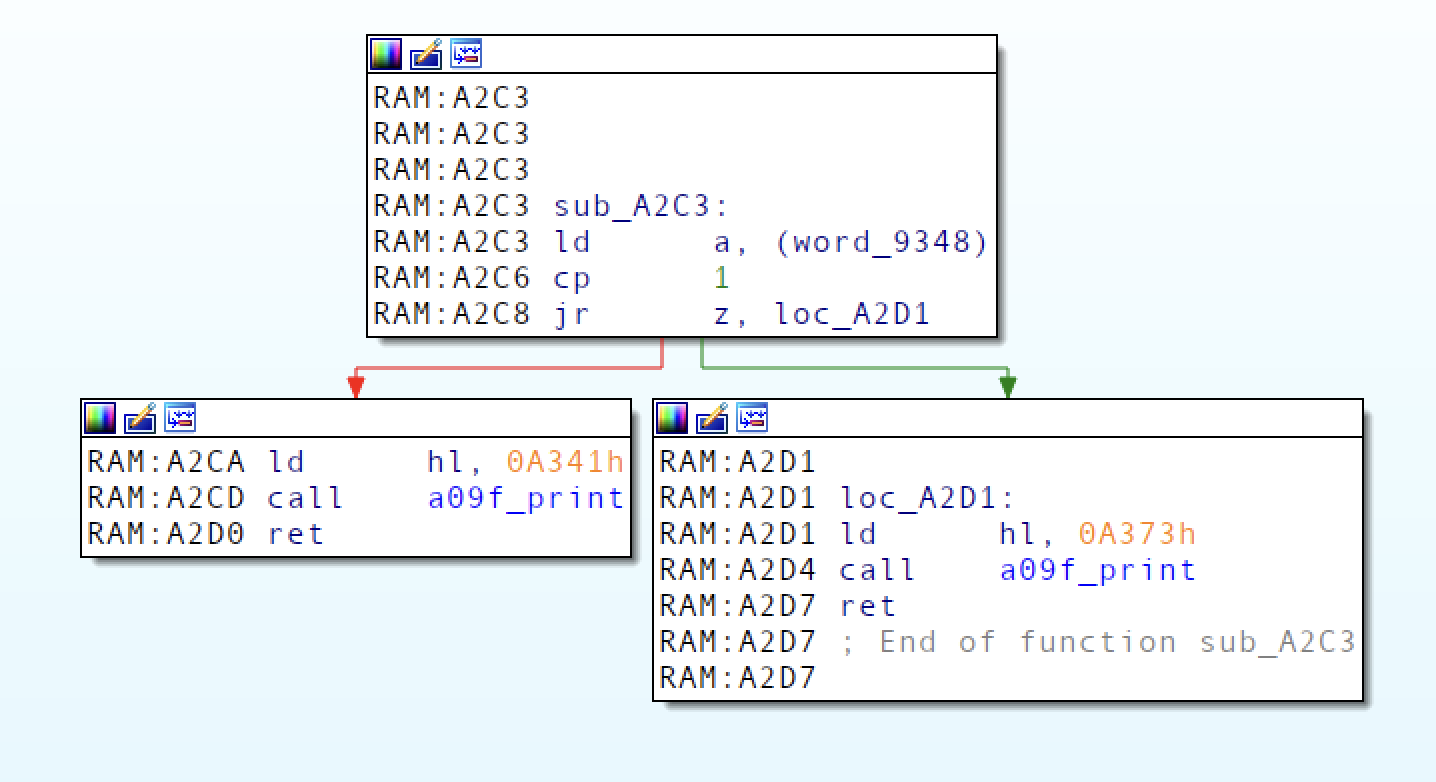 RAM:A2C3
RAM:A2C3
RAM:A2C3
RAM:A2C3 sub_A2C3:
RAM:A2C3 ld a, (word_9348)
RAM:A2C6 cp 1
RAM:A2C8 jr z, loc_A2D1
RAM:A2CA ld hl, 0A341h
RAM:A2CD call a09f_print
RAM:A2D0 ret
RAM:A2D1
RAM:A2D1 loc_A2D1:
RAM:A2D1 ld hl, 0A373h
RAM:A2D4 call a09f_print
RAM:A2D7 ret
RAM:A2D7 ; End of function sub_A2C3
RAM:A2D7